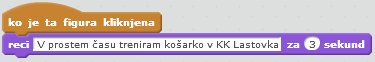 ko je ta figura kliknjena
reci V prostem času treniram košarko v KK Lastovka za 3 sekund